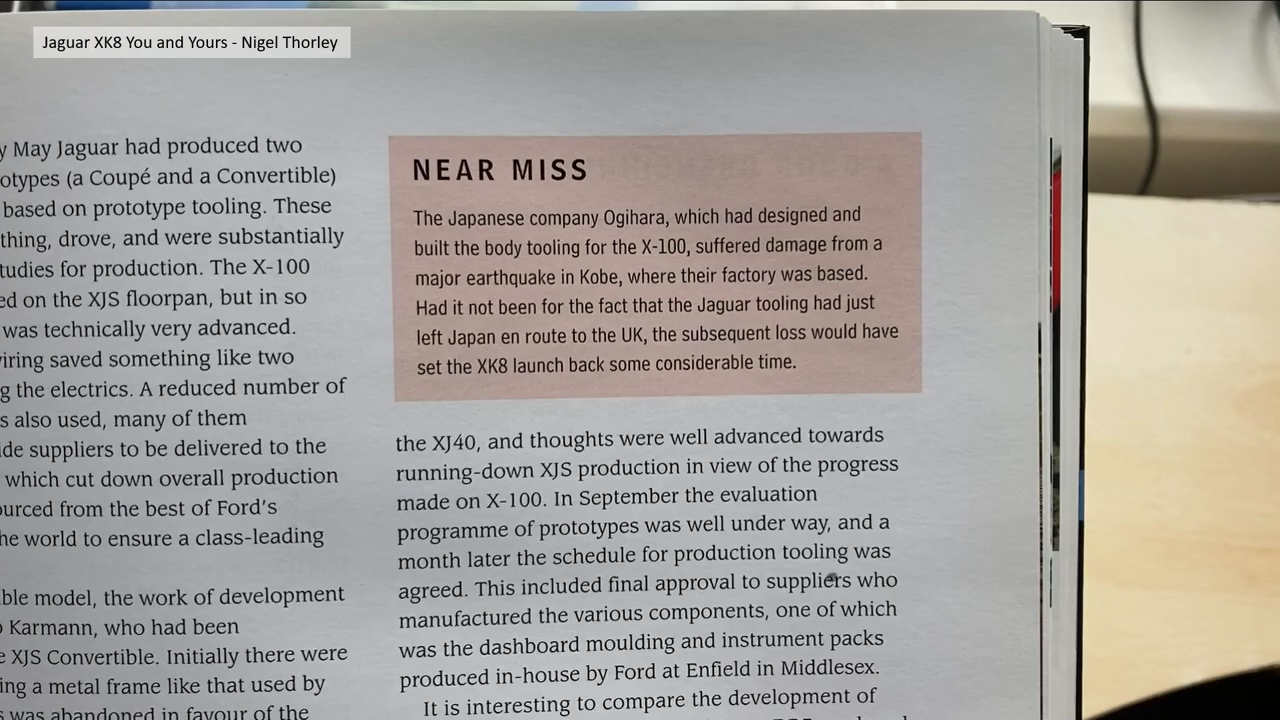 Jaguar XK8 You and Yours - Nigel Thorley
y May Jaguar had produced two
otypes (a Coupé and a Convertible)
based on prototype tooling. These
thing, drove, and were substantially
tudies for production. The X-100
ed on the XJS floorpan, but in so
was technically very advanced.
iring saved something like two
g the electrics. A reduced number of
s also used, many of them
ide suppliers to be delivered to the
which cut down overall production
ourced from the best of Ford's
he world to ensure a class-leading
ble model, the work of development
o Karmann, who had been
e XJS Convertible. Initially there were
ing a metal frame like that used by
s was abandoned in favour of the
NEAR MISS
The Japanese company Ogihara, which had designed and
built the body tooling for the X-100, suffered damage from a
major earthquake in Kobe, where their factory was based.
Had it not been for the fact that the Jaguar tooling had just
left Japan en route to the UK, the subsequent loss would have
set the XK8 launch back some considerable time.
the XJ40, and thoughts were well advanced towards
running-down XJS production in view of the progress
made on X-100. In September the evaluation
programme of prototypes was well under way, and a
month later the schedule for production tooling was
agreed. This included final approval to suppliers who
manufactured the various components, one of which
was the dashboard moulding and instrument packs
produced in-house by Ford at Enfield in Middlesex.
It is interesting to compare the development of